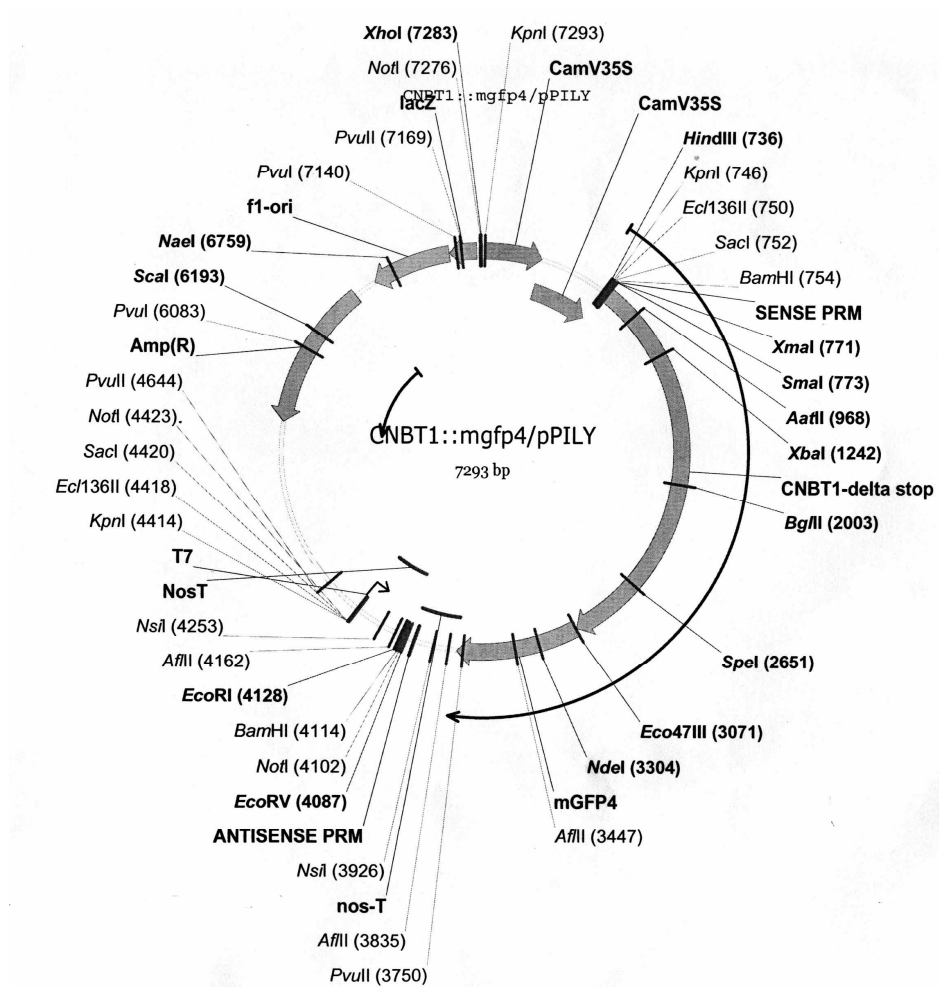 XhoI (7283)
KpnI (7293)
NotI (7276)
CamV35S
CNBT1::mgfp4/pPILY
lacZ
CamV35S
PvuII (7169)
HindIII (736)
PvuI (7140)
KpnI (746)
f1-ori
Ecl136II (750)
NaeI (6759)
SacI (752)
ScaI (6193)
BamHI (754)
PvuI (6083)
SENSE PRM
Amp(R)
XmaI (771)
PvuII (4644)
SmaI (773)
NotI (4423)
AatII (968)
SacI (4420)
XbaI (1242)
CNBT1::mgfp4/pPILY
7293 bp
Ecl136II (4418)
CNBT1-delta stop
KpnI (4414)
BglII (2003)
T7
NosT
NsiI (4253)
AflII (4162)
SpeI (2651)
EcoRI (4128)
BamHI (4114)
Eco47III (3071)
NotI (4102)
NdeI (3304)
EcoRV (4087)
mGFP4
ANTISENSE PRM
AflII (3447)
NsiI (3926)
nos-T
AflII (3835)
PvuII (3750)